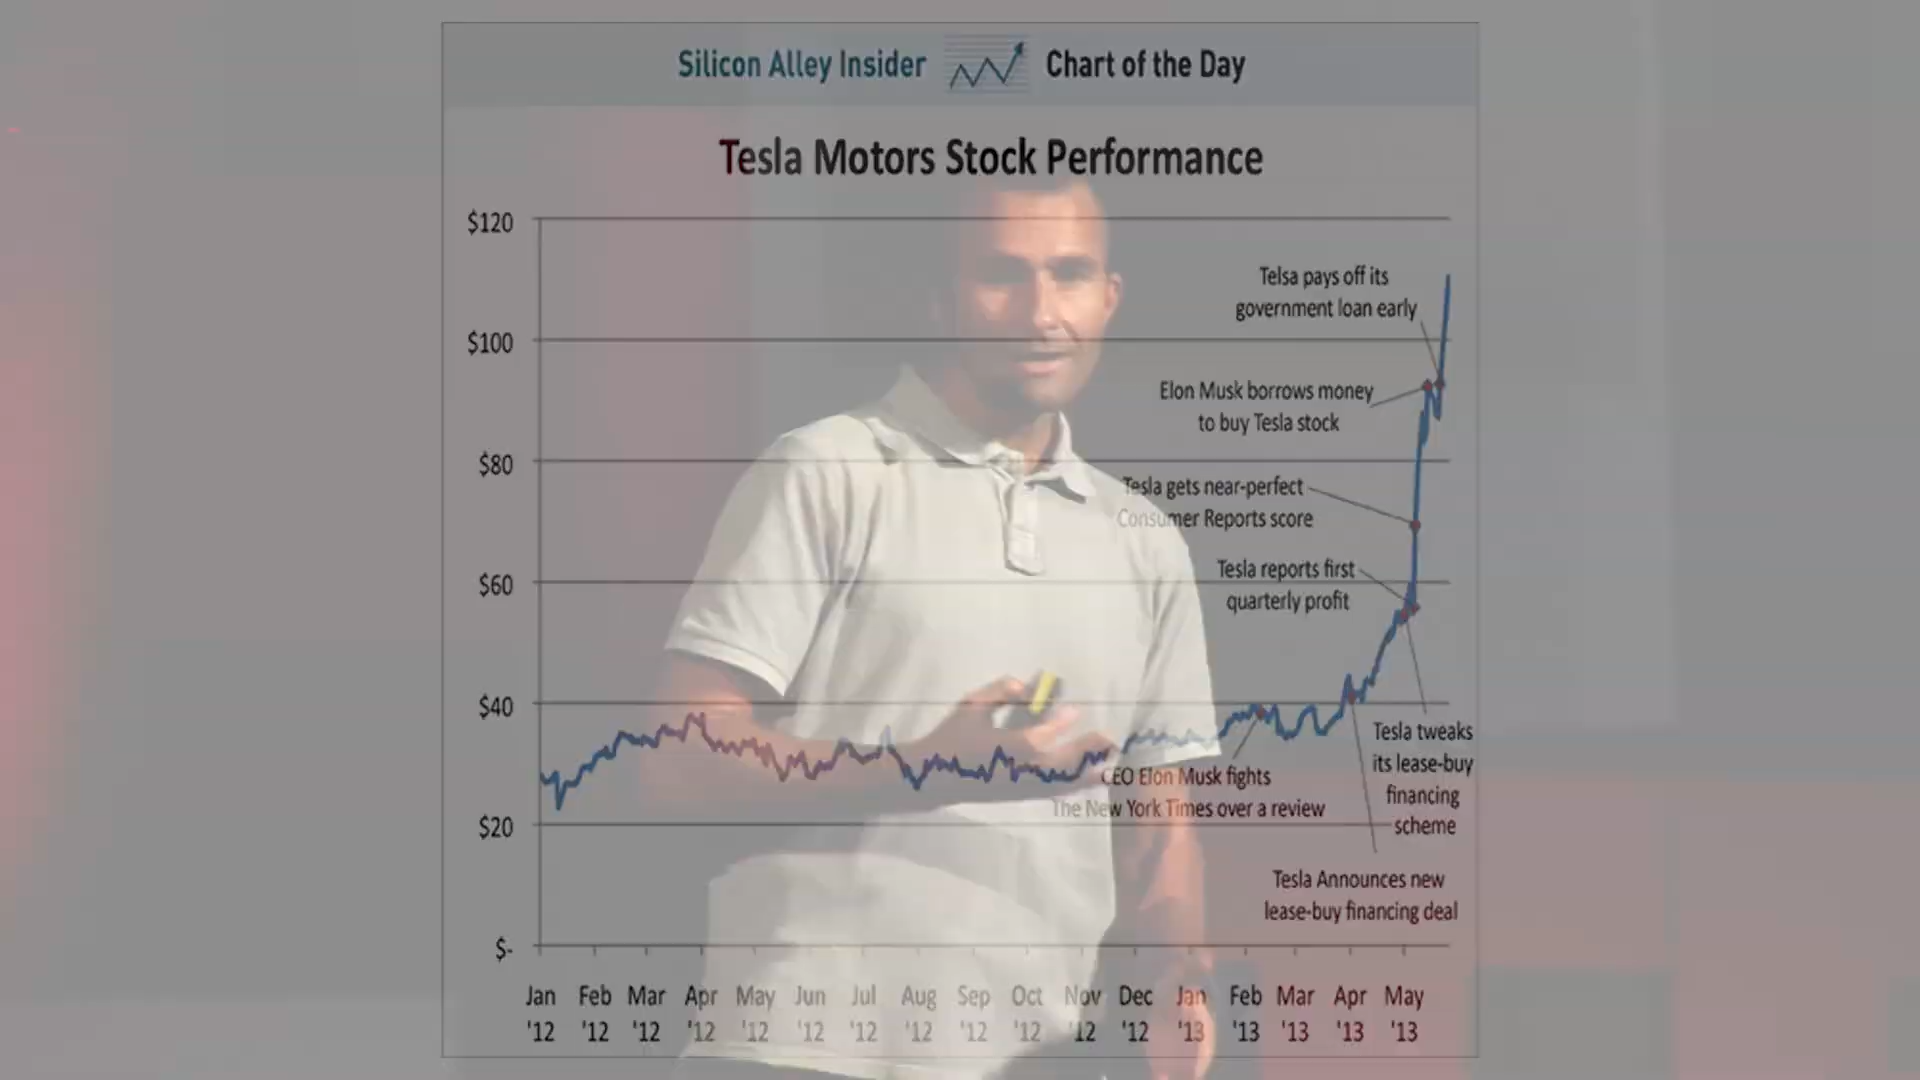 Silicon Alley Insider Chart of the Day
Tesla Motors Stock Performance
$120
$100
$80
$60
$40
$20
$-
Telsa pays off its
government loan early
Elon Musk borrows money
to buy Tesla stock
Tesla gets near-perfect
Consumer Reports score
Tesla reports first
quarterly profit
Tesla tweaks
its lease-buy
financing
scheme
CEO Elon Musk fights
The New York Times over a review
Tesla Announces new
lease-buy financing deal
Jan Feb Mar Apr May Jun Jul Aug Sep Oct Nov Dec Jan Feb Mar Apr May
'12 '12 '12 '12 '12 '12 '12 '12 '12 '12 '12 '12 '13 '13 '13 '13 '13